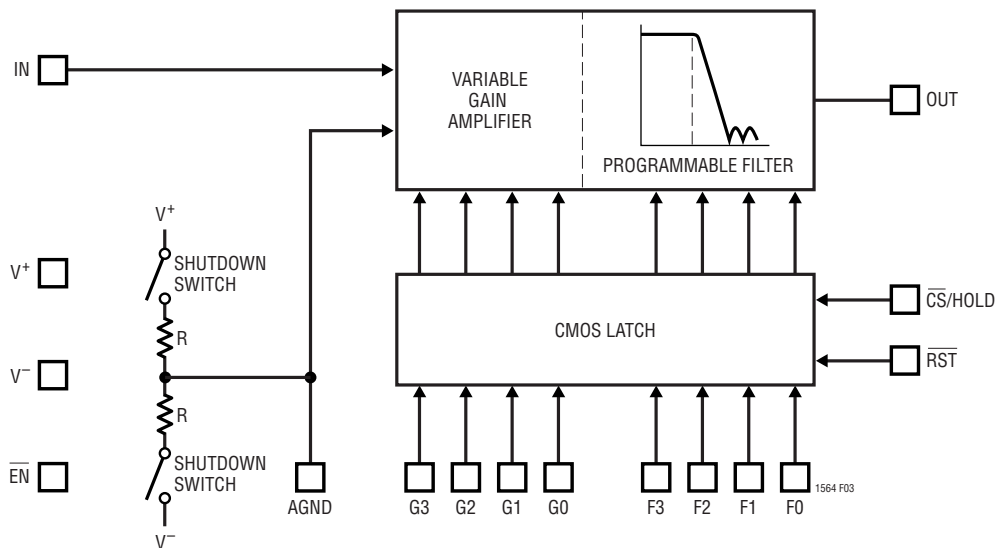 IN
VARIABLE
GAIN
AMPLIFIER
PROGRAMMABLE FILTER
OUT
V+
V+
SHUTDOWN
SWITCH
R
CMOS LATCH
CS/HOLD
RST
V−
R
EN
SHUTDOWN
SWITCH
V−
AGND
G3
G2
G1
G0
F3
F2
F1
F0
1564 F03